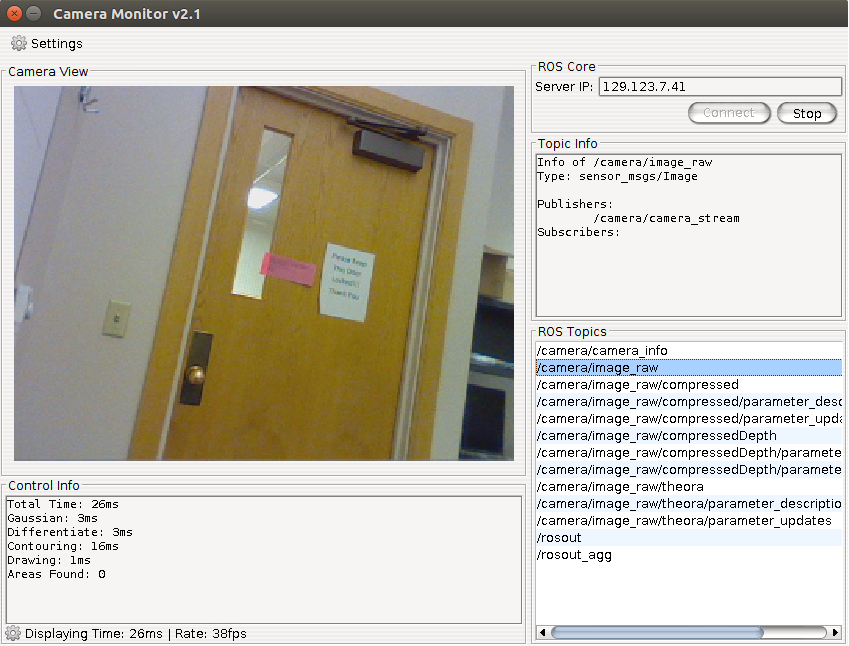 Camera Monitor v2.1
Settings
Camera View
Please Keep
This Door
Thank You
Control Info
Total Time: 26ms
Gaussian: 3ms
Differentiate: 3ms
Contouring: 16ms
Drawing: 1ms
Areas Found: 0
Displaying Time: 26ms | Rate: 38fps
ROS Core
Server IP: 129.123.7.41
Connect Stop
Topic Info
Info of /camera/image_raw
Type: sensor_msgs/Image
Publishers:
/camera/camera_stream
Subscribers:
ROS Topics
/camera/camera_info
/camera/image_raw
/camera/image_raw/compressed
/camera/image_raw/compressed/parameter_desc
/camera/image_raw/compressed/parameter_upda
/camera/image_raw/compressedDepth
/camera/image_raw/compressedDepth/paramete
/camera/image_raw/compressedDepth/paramete
/camera/image_raw/theora
/camera/image_raw/theora/parameter_descriptio
/camera/image_raw/theora/parameter_updates
/rosout
/rosout_agg